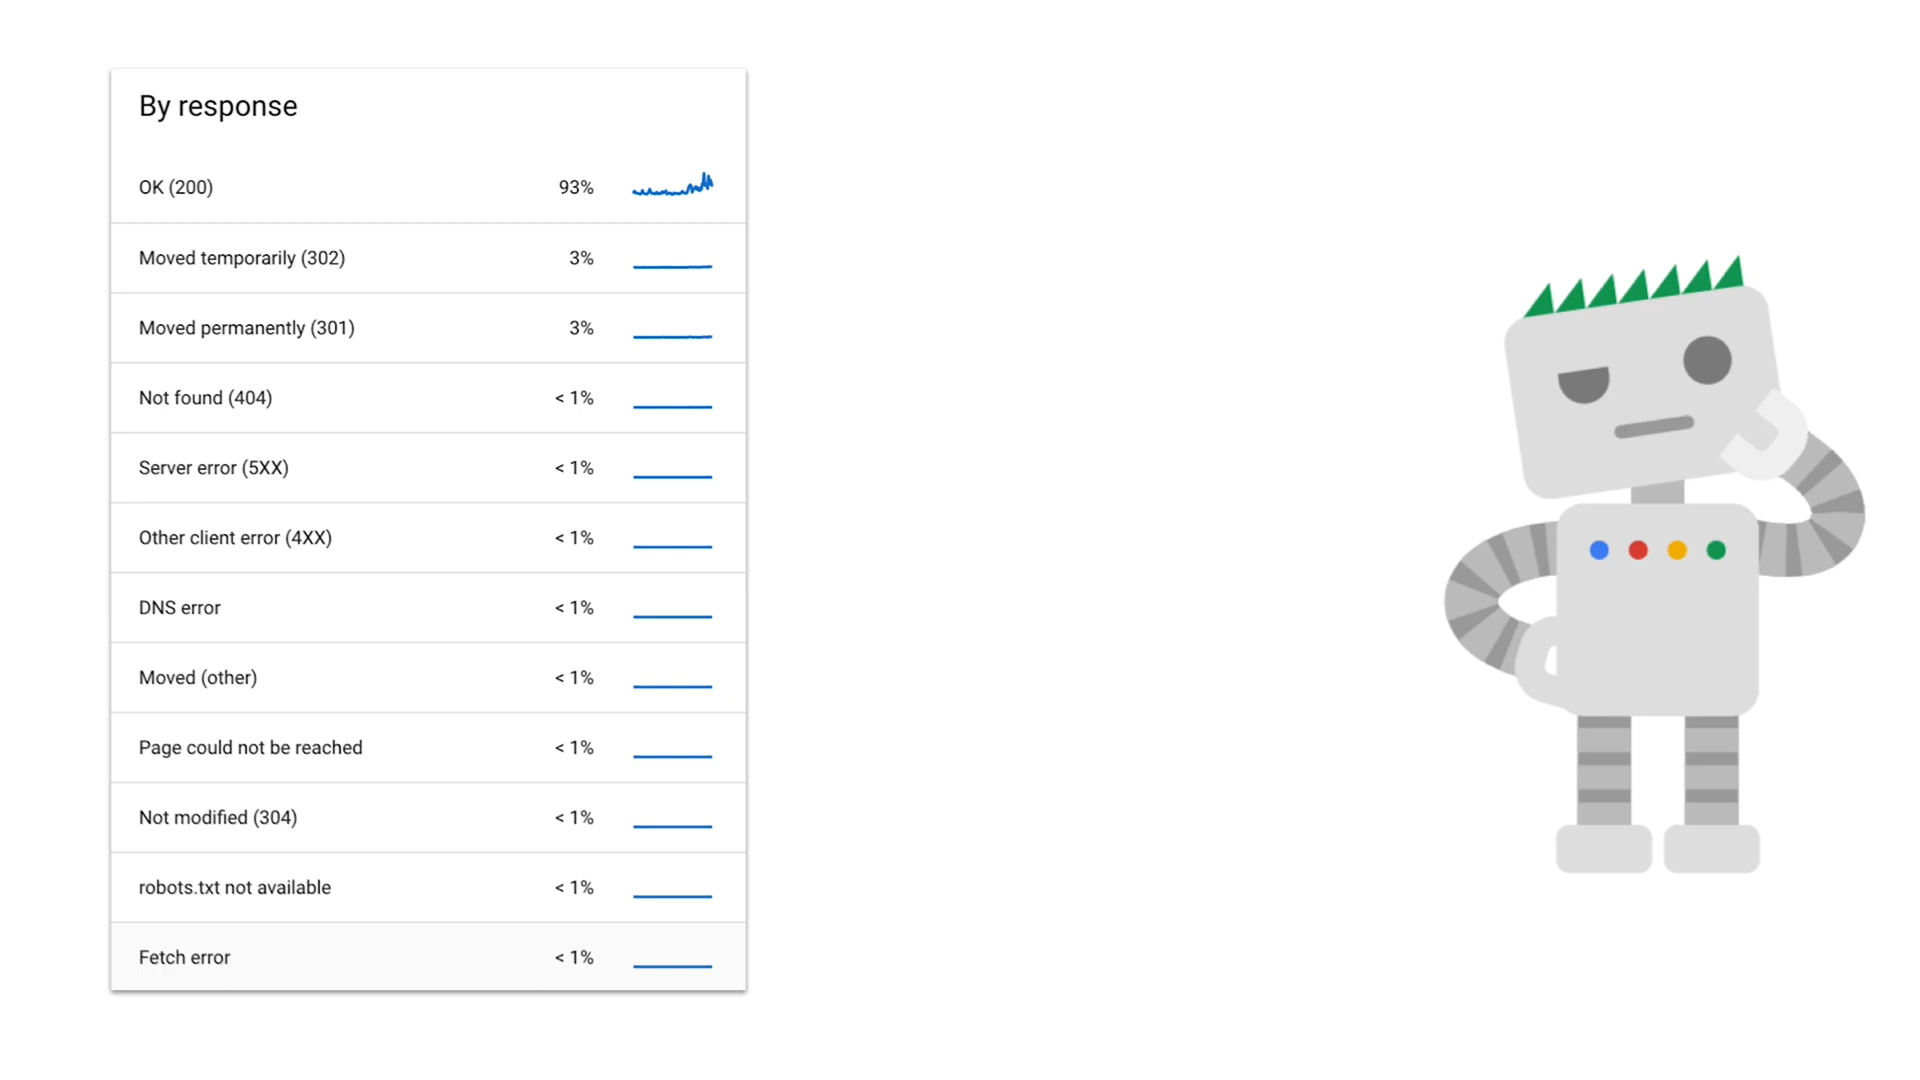 By response
OK (200) 93%
Moved temporarily (302) 3%
Moved permanently (301) 3%
Not found (404) < 1%
Server error (5XX) < 1%
Other client error (4XX) < 1%
DNS error < 1%
Moved (other) < 1%
Page could not be reached < 1%
Not modified (304) < 1%
robots.txt not available < 1%
Fetch error < 1%